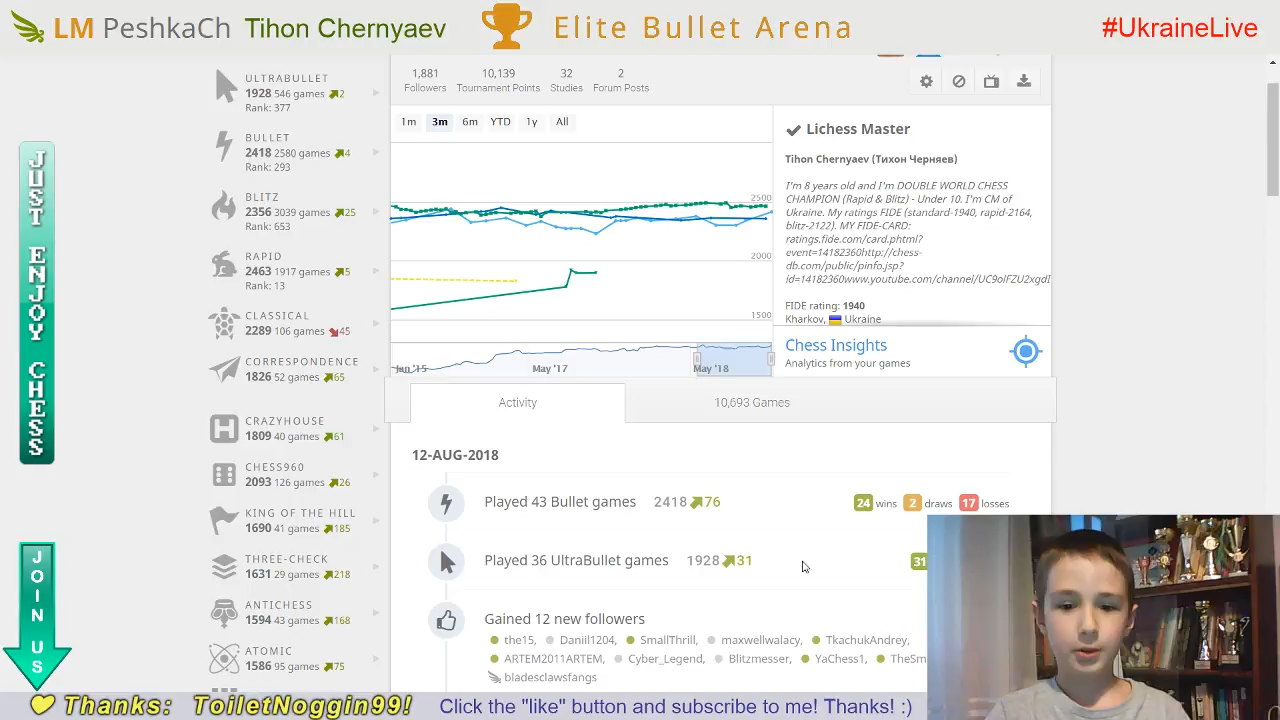 LM PeshkaCh Tihon Chernyaev
Elite Bullet Arena
#UkraineLive
JUST ENJOY CHESS
JOIN US
ULTRABULLET
1928 546 games 2
Rank: 377
BULLET
2418 2580 games 4
Rank: 293
BLITZ
2356 3039 games 25
Rank: 653
RAPID
2463 1917 games 5
Rank: 13
CLASSICAL
2289 106 games 45
CORRESPONDENCE
1826 52 games 65
CRAZYHOUSE
1809 40 games 61
CHESS960
2093 126 games 26
KING OF THE HILL
1690 41 games 185
THREE-CHECK
1631 29 games 218
ANTICHESS
1594 43 games 168
ATOMIC
1586 95 games 75
1,881 10,139 32 2
Followers Tournament Points Studies Forum Posts
1m 3m 6m YTD 1y All
2500
2000
1500
Jan '15 May '17 May '18
Lichess Master
Tihon Chernyaev (Тихон Черняев)
I'm 8 years old and I'm DOUBLE WORLD CHESS
CHAMPION (Rapid & Blitz) - Under 10. I'm CM of
Ukraine. My ratings FIDE (standard-1940, rapid-2164,
blitz-2122). MY FIDE-CARD:
ratings.fide.com/card.phtml?
event=14182360http://chess-
db.com/public/pinfo.jsp?
id=14182360www.youtube.com/channel/UC9olFZU2xgdI
FIDE rating: 1940
Kharkov, Ukraine
Chess Insights
Analytics from your games
Activity 10,693 Games
12-AUG-2018
Played 43 Bullet games 2418 76 24 wins 2 draws 17 losses
Played 36 UltraBullet games 1928 31 31
Gained 12 new followers
the15, Daniil1204, SmallThrill, maxwellwalacy, TkachukAndrey,
ARTEM2011ARTEM, Cyber_Legend, Blitzmesser, YaChess1, TheSm
bladesclawsfangs
Thanks: ToiletNoggin99!
Click the "like" button and subscribe to me! Thanks! :)